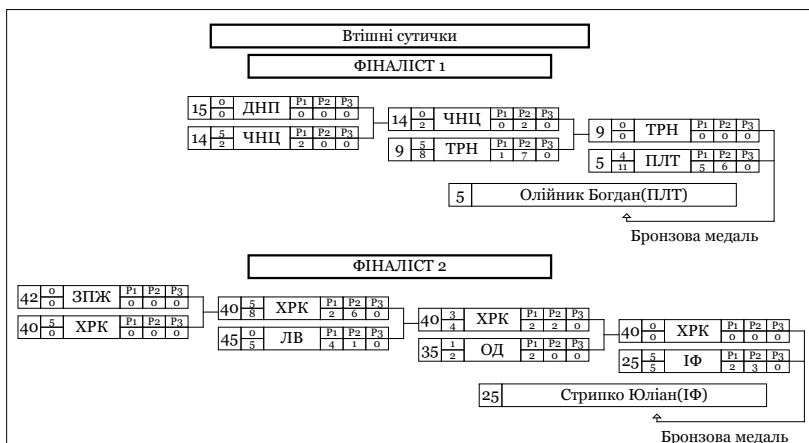 Втішні сутички
ФІНАЛІСТ 1
15 0 0 ДНП P1 P2 P3 0 0 0
14 5 2 ЧНЦ P1 P2 P3 2 0 0
14 0 2 ЧНЦ P1 P2 P3 0 2 0
9 5 8 ТРН P1 P2 P3 1 7 0
9 0 0 ТРН P1 P2 P3 0 0 0
5 4 11 ПЛТ P1 P2 P3 5 6 0
5 Олійник Богдан(ПЛТ)
Бронзова медаль
ФІНАЛІСТ 2
42 0 0 ЗПЖ P1 P2 P3 0 0 0
40 5 0 ХРК P1 P2 P3 0 0 0
40 5 8 ХРК P1 P2 P3 2 6 0
45 0 5 ЛВ P1 P2 P3 4 1 0
40 3 4 ХРК P1 P2 P3 2 2 0
35 1 2 ОД P1 P2 P3 2 0 0
40 0 0 ХРК P1 P2 P3 0 0 0
25 5 5 ІФ P1 P2 P3 2 3 0
25 Стрипко Юліан(ІФ)
Бронзова медаль